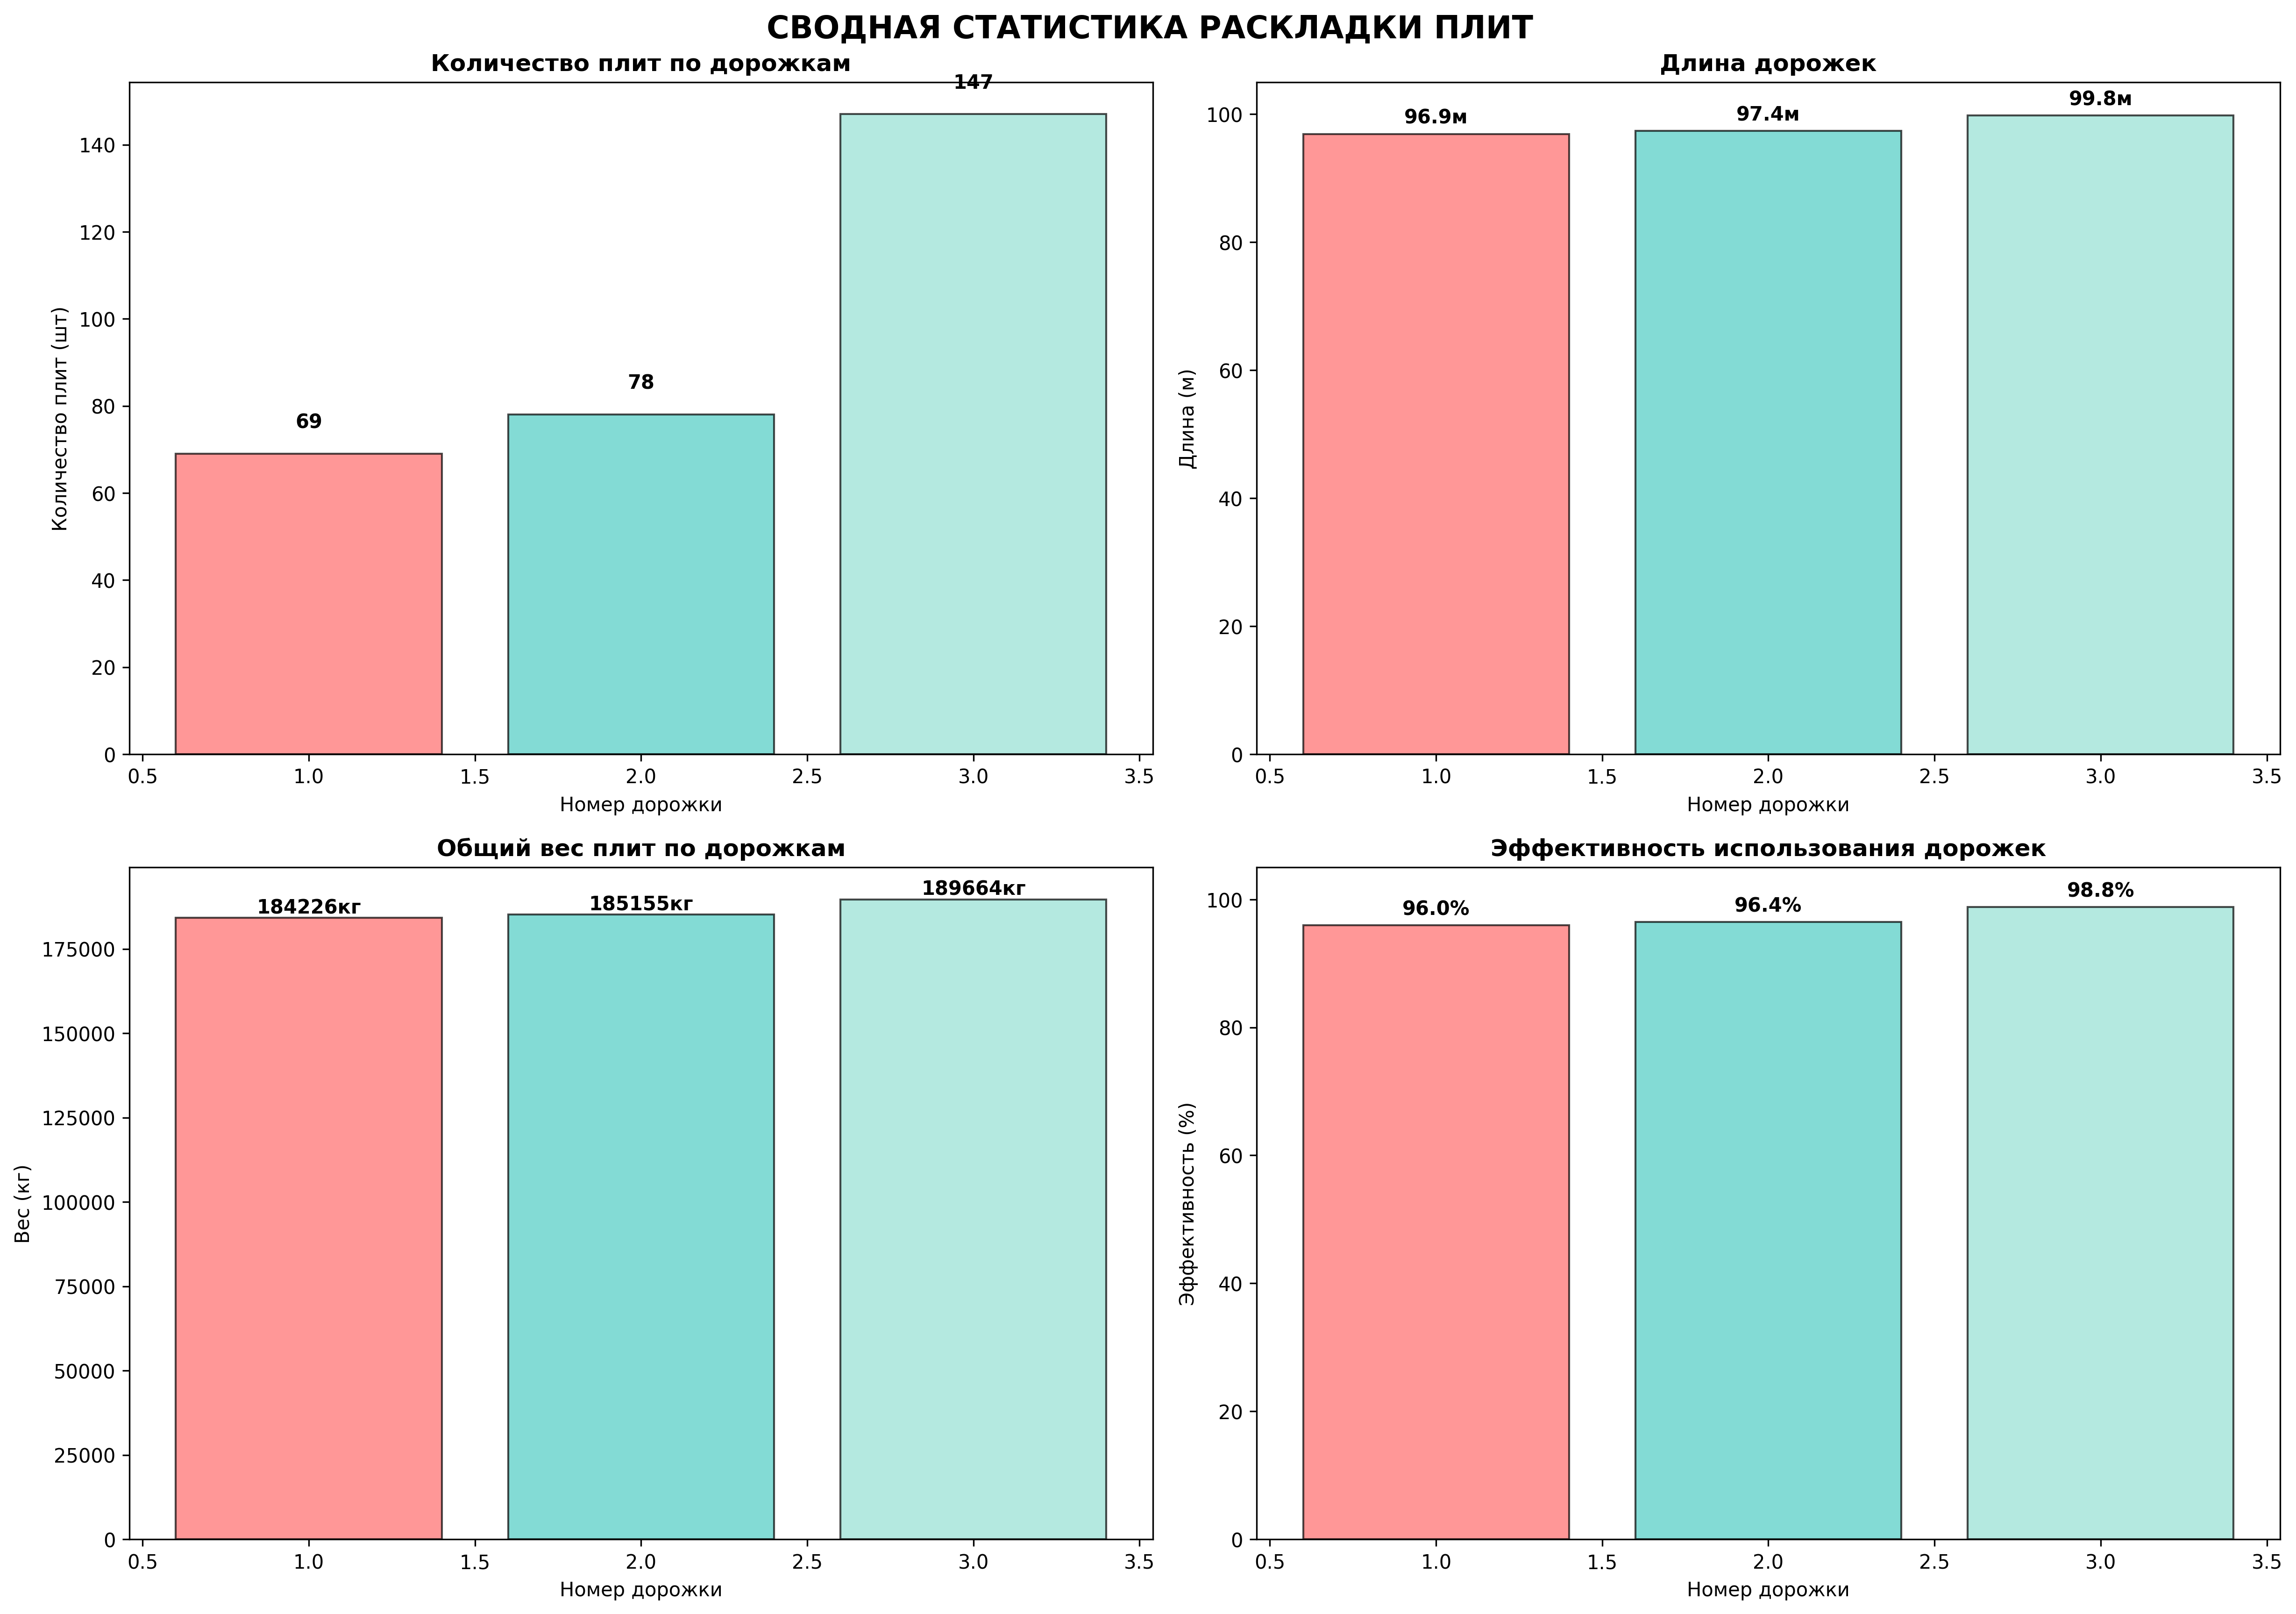 СВОДНАЯ СТАТИСТИКА РАСКЛАДКИ ПЛИТ
Количество плит по дорожкам
147
78
69
Количество плит (шт)
140
120
100
80
60
40
20
0
0.5 1.0 1.5 2.0 2.5 3.0 3.5
Номер дорожки
Длина дорожек
96.9м 97.4м 99.8м
Длина (м)
100
80
60
40
20
0
0.5 1.0 1.5 2.0 2.5 3.0 3.5
Номер дорожки
Общий вес плит по дорожкам
184226кг 185155кг 189664кг
Вес (кг)
175000
150000
125000
100000
75000
50000
25000
0
0.5 1.0 1.5 2.0 2.5 3.0 3.5
Номер дорожки
Эффективность использования дорожек
96.0% 96.4% 98.8%
Эффективность (%)
100
80
60
40
20
0
0.5 1.0 1.5 2.0 2.5 3.0 3.5
Номер дорожки